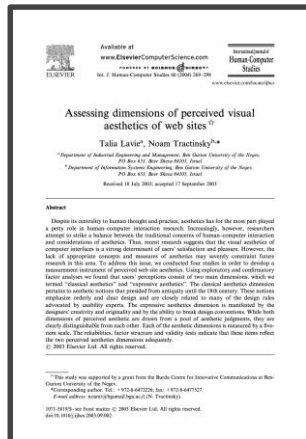 Available at
www.ElsevierComputerScience.com
POWERED BY SCIENCE @DIRECT®
International Journal of
Human-Computer
Studies
ELSEVIER
Int. J. Human-Computer Studies 60 (2004) 269–298
www.elsevier.com/locate/ijhcs
Assessing dimensions of perceived visual
aesthetics of web sites☆
Talia Lavieᵃ, Noam Tractinskyᵇ,*
ᵃ Department of Industrial Engineering and Management, Ben Gurion University of the Negev,
PO Box 653, Beer Sheva 84105, Israel
ᵇ Department of Information Systems Engineering, Ben Gurion University of the Negev,
PO Box 653, Beer Sheva 84105, Israel
Received 18 July 2003; accepted 17 September 2003
Abstract
Despite its centrality to human thought and practice, aesthetics has for the most part played
a petty role in human–computer interaction research. Increasingly, however, researchers
attempt to strike a balance between the traditional concerns of human–computer interaction
and considerations of aesthetics. Thus, recent research suggests that the visual aesthetics of
computer interfaces is a strong determinant of users' satisfaction and pleasure. However, the
lack of appropriate concepts and measures of aesthetics may severely constraint future
research in this area. To address this issue, we conducted four studies in order to develop a
measurement instrument of perceived web site aesthetics. Using exploratory and confirmatory
factor analyses we found that users' perceptions consist of two main dimensions, which we
termed "classical aesthetics" and "expressive aesthetics". The classical aesthetics dimension
pertains to aesthetic notions that presided from antiquity until the 18th century. These notions
emphasize orderly and clear design and are closely related to many of the design rules
advocated by usability experts. The expressive aesthetics dimension is manifested by the
designers' creativity and originality and by the ability to break design conventions. While both
dimensions of perceived aesthetic are drawn from a pool of aesthetic judgments, they are
clearly distinguishable from each other. Each of the aesthetic dimensions is measured by a five-
item scale. The reliabilities, factor structure and validity tests indicate that these items reflect
the two perceived aesthetics dimensions adequately.
© 2003 Elsevier Ltd. All rights reserved.
☆This study was supported by a grant from the Burda Center for Innovative Communications at Ben-
Gurion University of the Negev.
*Corresponding author. Tel.: +972-8-6472226; fax: +972-8-6477527.
E-mail address: noamt@bgumail.bgu.ac.il (N. Tractinsky).
1071-5819/$ - see front matter © 2003 Elsevier Ltd. All rights reserved.
doi:10.1016/j.ijhcs.2003.09.002